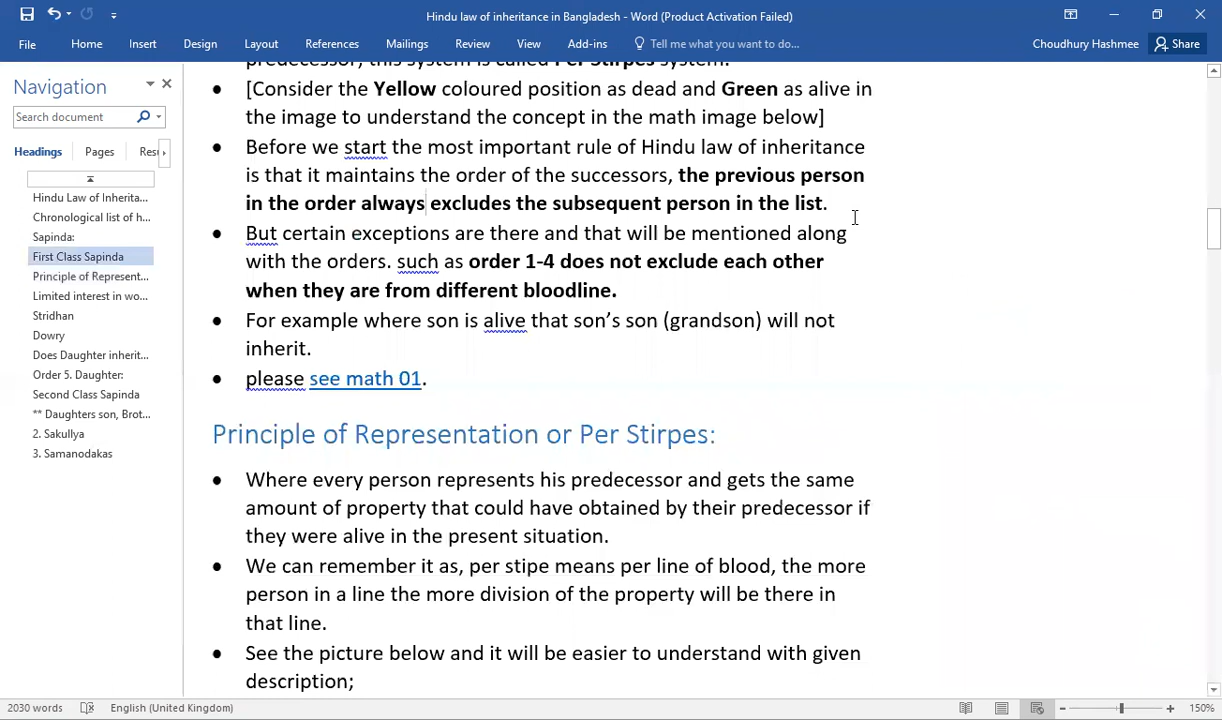 Hindu law of inheritance in Bangladesh - Word (Product Activation Failed)
File Home Insert Design Layout References Mailings Review View Add-ins Tell me what you want to do... Choudhury Hashmee Share
Navigation
Search document
Headings Pages Resu
Hindu Law of Inherita...
Chronological list of h...
Sapinda:
First Class Sapinda
Principle of Represent...
Limited interest in wo...
Stridhan
Dowry
Does Daughter inherit...
Order 5. Daughter:
Second Class Sapinda
** Daughters son, Brot...
2. Sakullya
3. Samanodakas
predecessor, this system is called Per Stirpes system.
• [Consider the Yellow coloured position as dead and Green as alive in
the image to understand the concept in the math image below]
• Before we start the most important rule of Hindu law of inheritance
is that it maintains the order of the successors, the previous person
in the order always excludes the subsequent person in the list.
• But certain exceptions are there and that will be mentioned along
with the orders. such as order 1-4 does not exclude each other
when they are from different bloodline.
• For example where son is alive that son’s son (grandson) will not
inherit.
• please see math 01.
Principle of Representation or Per Stirpes:
• Where every person represents his predecessor and gets the same
amount of property that could have obtained by their predecessor if
they were alive in the present situation.
• We can remember it as, per stipe means per line of blood, the more
person in a line the more division of the property will be there in
that line.
• See the picture below and it will be easier to understand with given
description;
2030 words English (United Kingdom) 150%